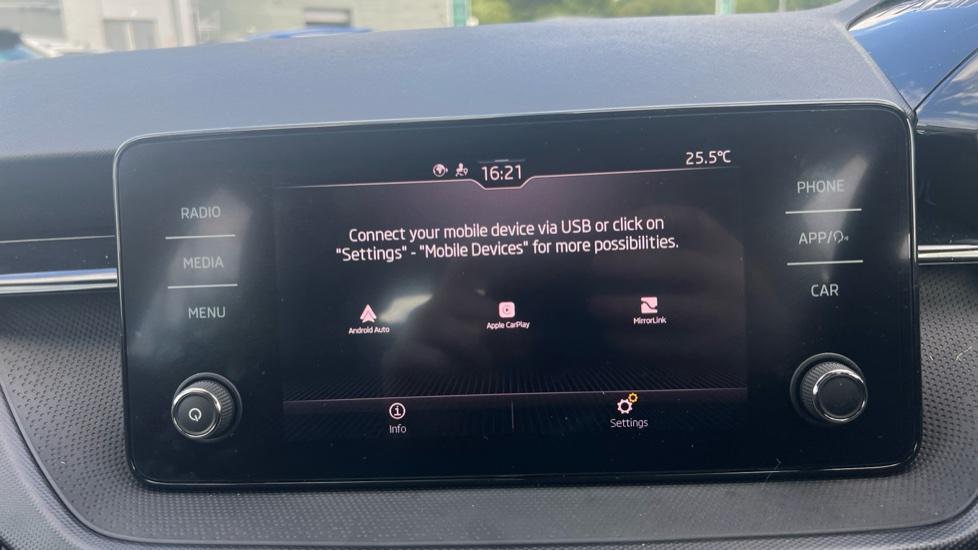 16:21
25.5°C
RADIO
MEDIA
MENU
Connect your mobile device via USB or click on
"Settings" - "Mobile Devices" for more possibilities.
Android Auto
Apple CarPlay
MirrorLink
Info
Settings
PHONE
APP/
CAR